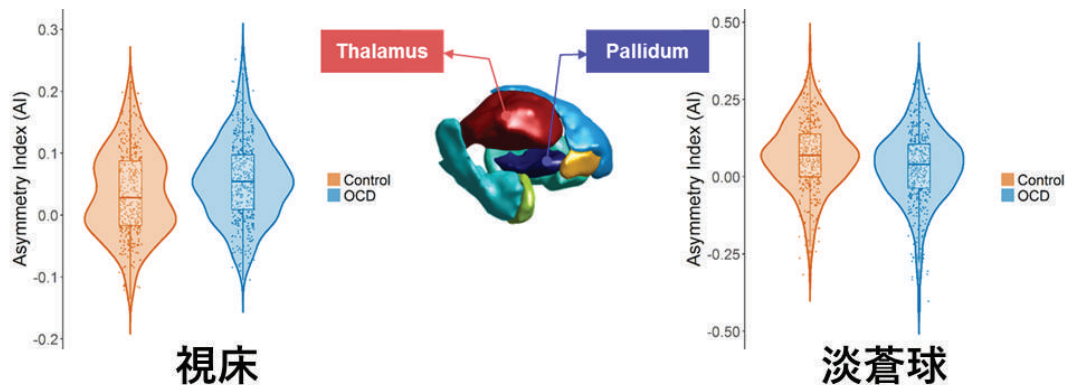 Asymmetry Index (AI)
0.3
0.2
0.1
0.0
-0.1
-0.2
Control
OCD
視床
Thalamus
Pallidum
Asymmetry Index (AI)
0.50
0.25
0.00
-0.25
-0.50
Control
OCD
淡蒼球